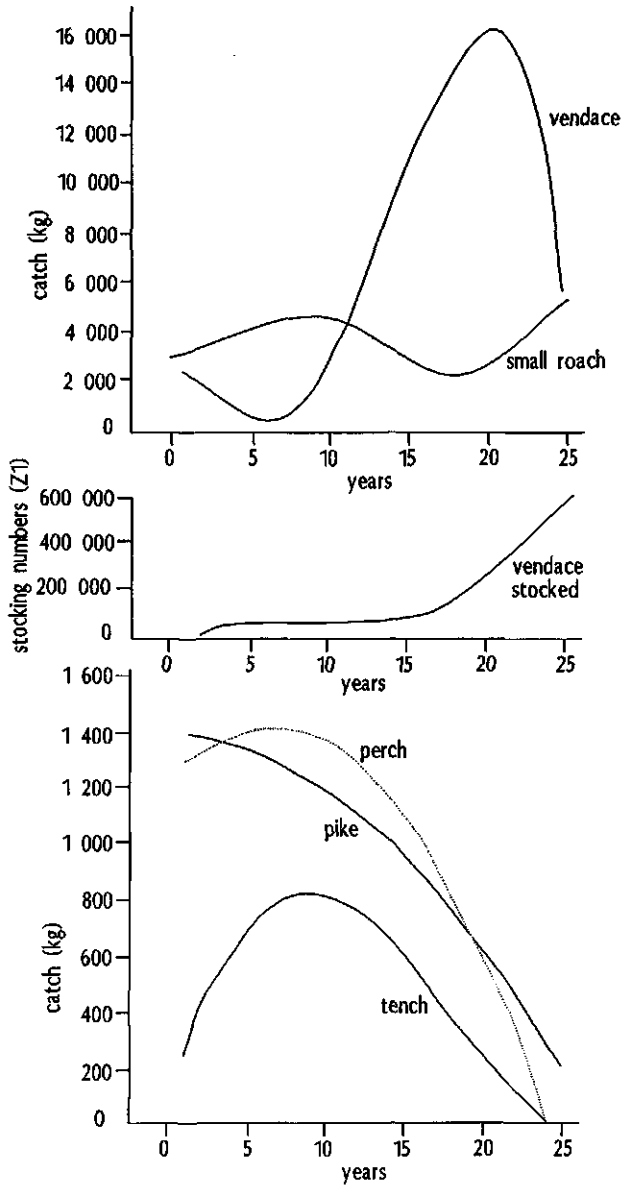 16 000
14 000
12 000
10 000
8 000
6 000
4 000
2 000
0
catch (kg)
vendace
small roach
0 5 10 15 20 25
years
600 000
400 000
200 000
0
stocking numbers (Z1)
vendace
stocked
0 5 10 15 20 25
years
1 600
1 400
1 200
1 000
800
600
400
200
0
catch (kg)
perch
pike
tench
0 5 10 15 20 25
years